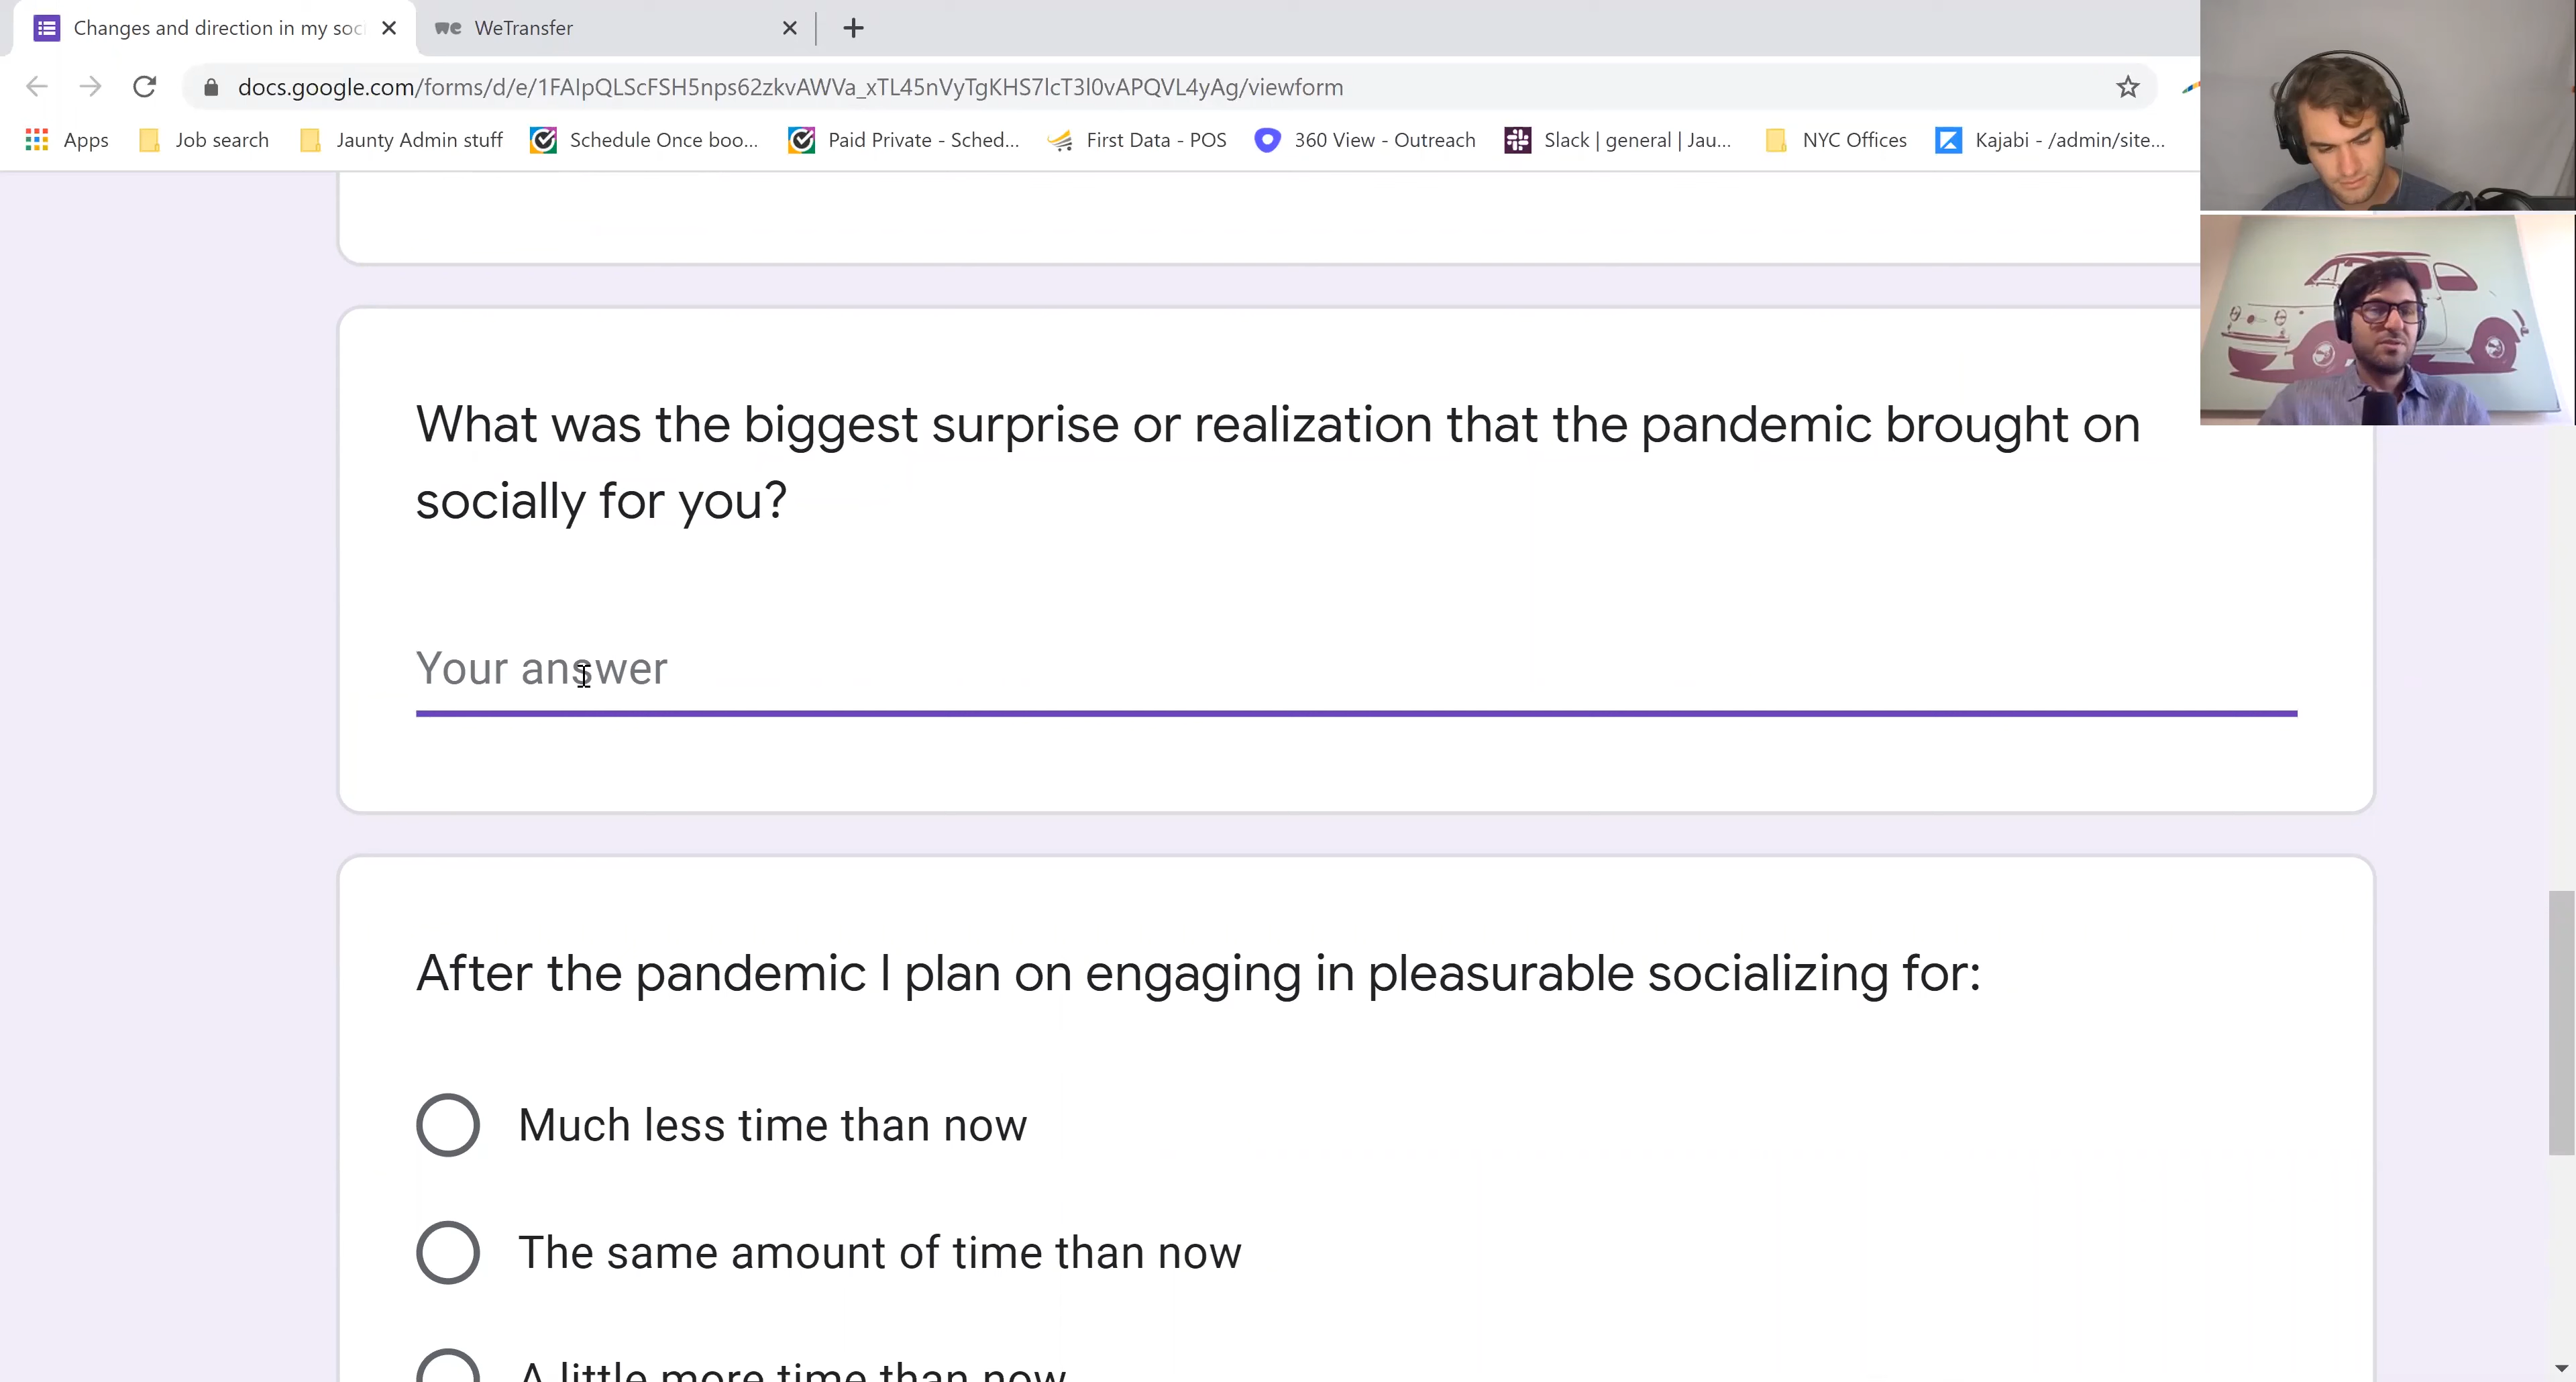 Changes and direction in my soc
WeTransfer
docs.google.com/forms/d/e/1FAIpQLScFSH5nps62zkvAWVa_xTL45nVyTgKHS7lcT3l0vAPQVL4yAg/viewform
Apps Job search Jaunty Admin stuff Schedule Once boo... Paid Private - Sched... First Data - POS 360 View - Outreach Slack | general | Jau... NYC Offices Kajabi - /admin/site...
What was the biggest surprise or realization that the pandemic brought on
socially for you?
Your answer
After the pandemic I plan on engaging in pleasurable socializing for:
Much less time than now
The same amount of time than now
A little more time than now